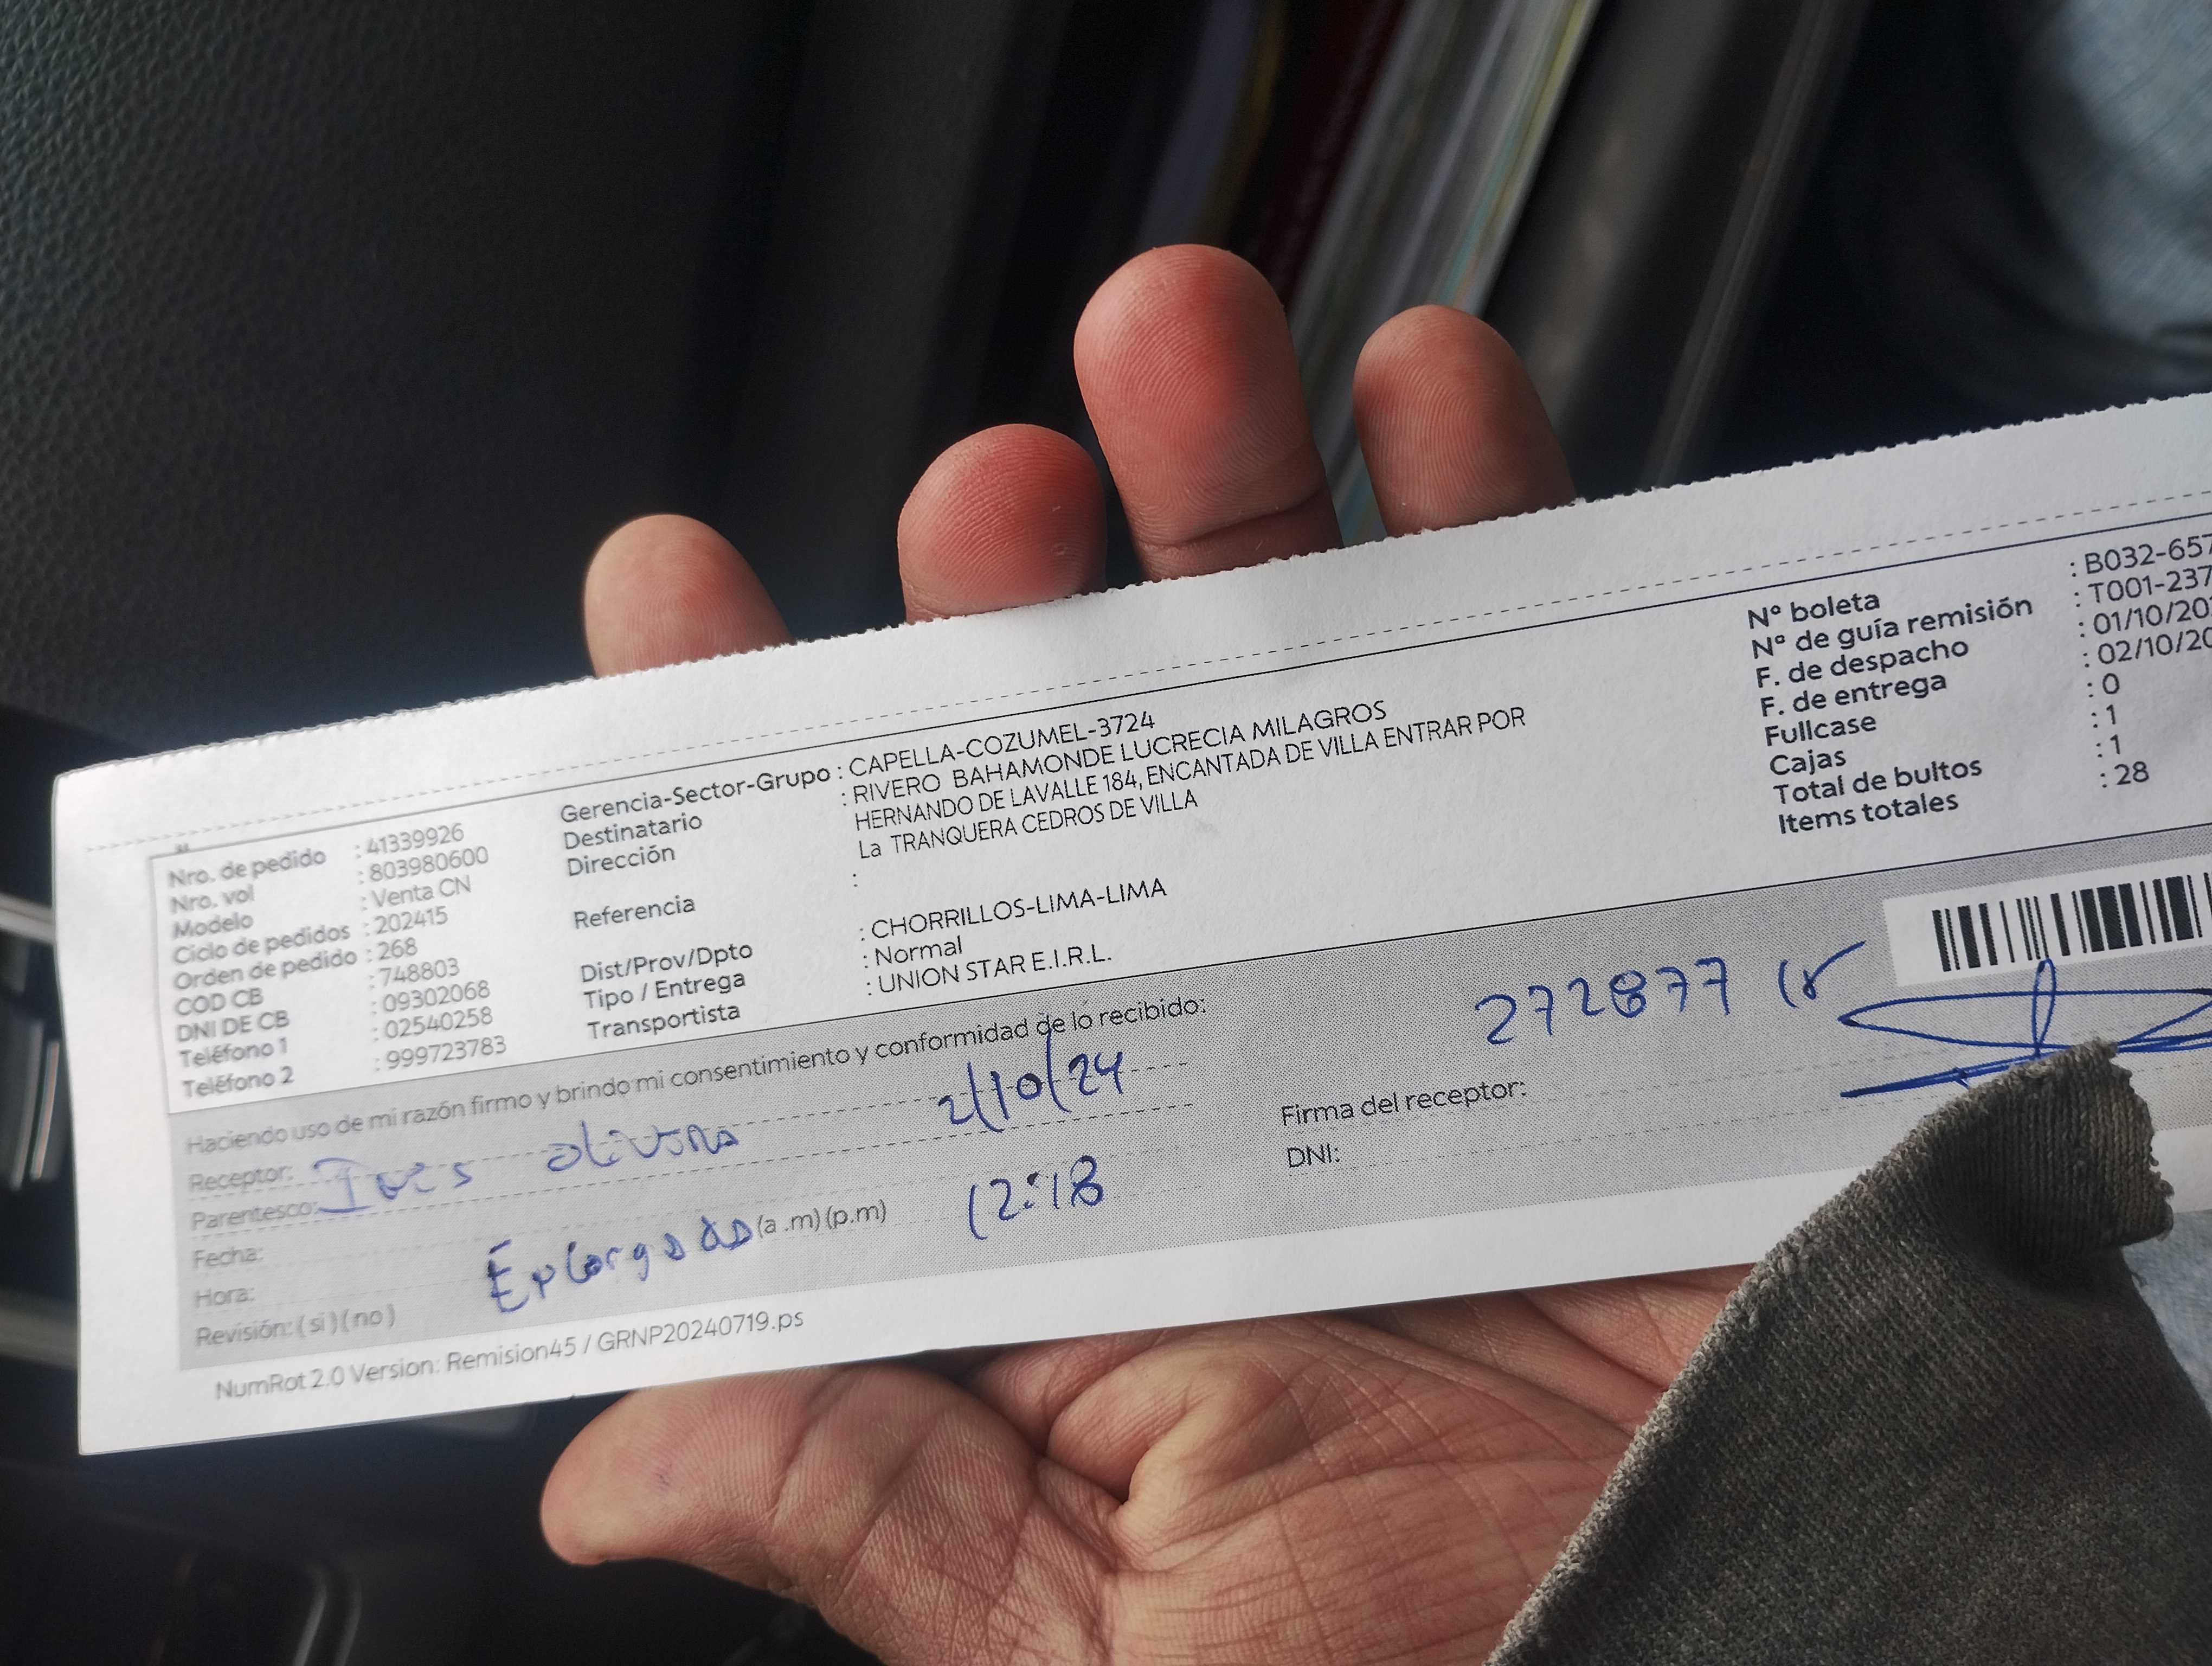 Nro. de pedido : 41339926
Nro. vol : 803980600
Modelo : Venta CN
Ciclo de pedidos : 202415
Orden de pedido : 268
COD CB : 748803
DNI DE CB : 09302068
Teléfono 1 : 02540258
Teléfono 2 : 999723783
Gerencia-Sector-Grupo : CAPELLA-COZUMEL-3724
Destinatario : RIVERO BAHAMONDE LUCRECIA MILAGROS
Dirección HERNANDO DE LAVALLE 184, ENCANTADA DE VILLA ENTRAR POR
La TRANQUERA CEDROS DE VILLA
Referencia :
Dist/Prov/Dpto : CHORRILLOS-LIMA-LIMA
Tipo / Entrega : Normal
Transportista : UNION STAR E.I.R.L.
N° boleta : B032-657
N° de guía remisión : T001-237
F. de despacho : 01/10/20
F. de entrega : 02/10/20
Fullcase : 0
Cajas : 1
Total de bultos : 1
Items totales : 28
Haciendo uso de mi razón firmo y brindo mi consentimiento y conformidad de lo recibido:
Receptor:
Parentesco:
2/10/24
Fecha:
Hora: (a .m) (p.m) 12:18
Revisión: ( si ) ( no )
Firma del receptor:
DNI:
NumRot 2.0 Version: Remision45 / GRNP20240719.ps